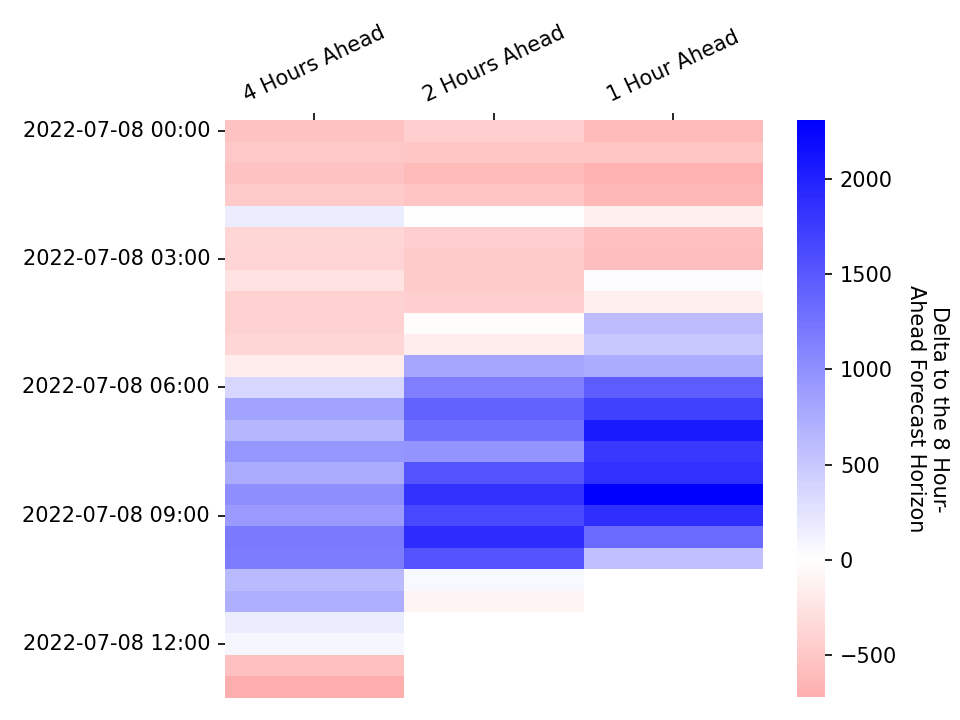 4 Hours Ahead
2 Hours Ahead
1 Hour Ahead
2022-07-08 00:00
2022-07-08 03:00
2022-07-08 06:00
2022-07-08 09:00
2022-07-08 12:00
2000
1500
1000
500
0
−500
Delta to the 8 Hour-
Ahead Forecast Horizon